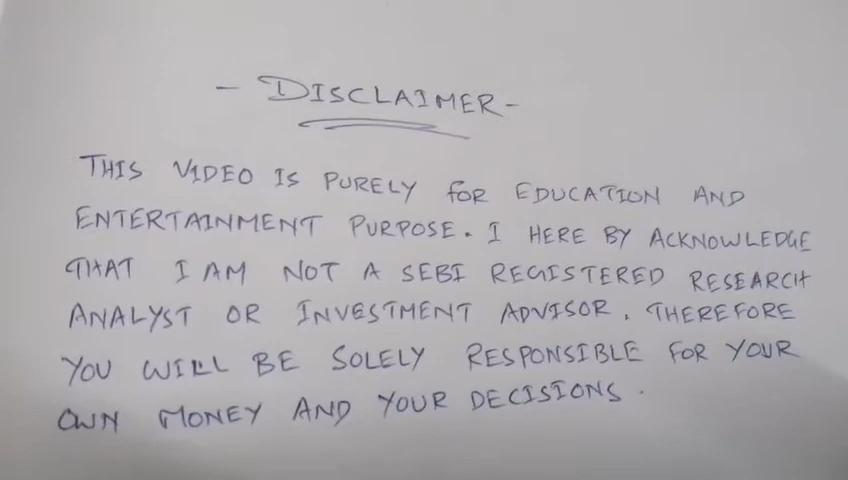 - DISCLAIMER -
THIS VIDEO IS PURELY FOR EDUCATION AND
ENTERTAINMENT PURPOSE. I HERE BY ACKNOWLEDGE
THAT I AM NOT A SEBI REGISTERED RESEARCH
ANALYST OR INVESTMENT ADVISOR. THEREFORE
YOU WILL BE SOLELY RESPONSIBLE FOR YOUR
OWN MONEY AND YOUR DECISIONS.